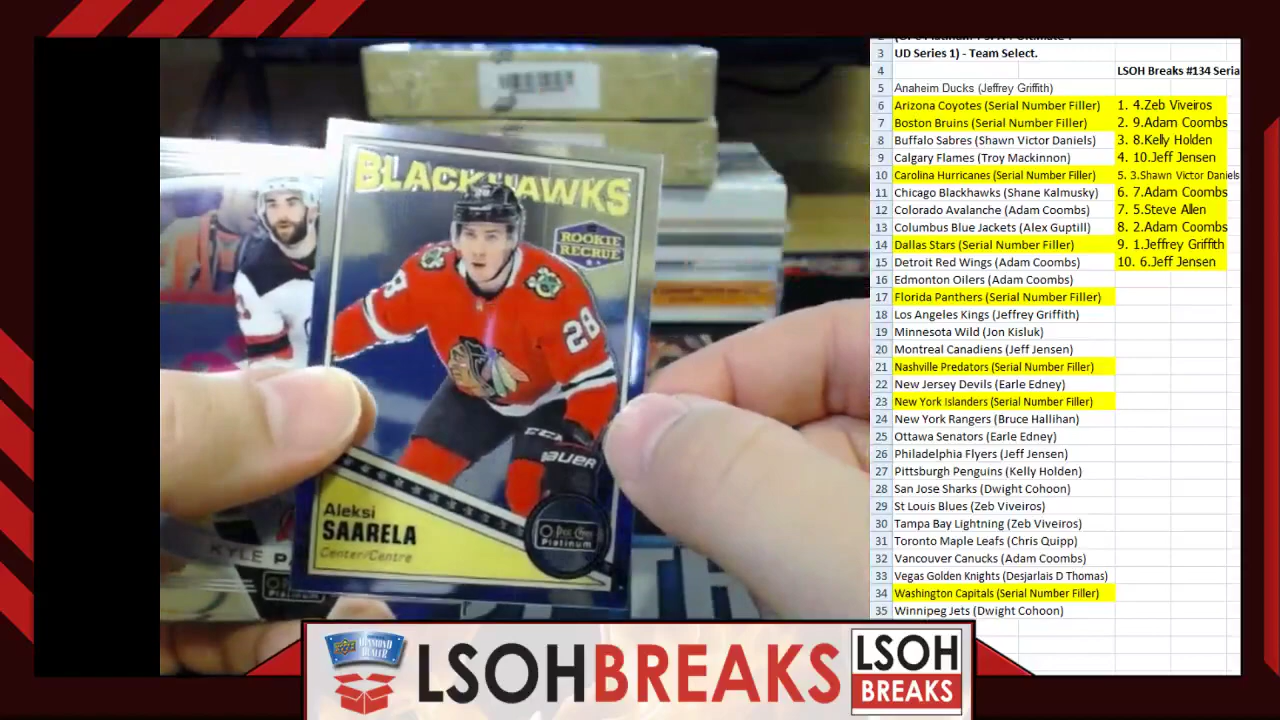 BLACKHAWKS
ROOKIE
RECRUE
28
28
CCM
BAUER
Aleksi
SAARELA
Center/Centre
O-Pee-Chee
Platinum
KYLE P
UD Series 1) - Team Select.
LSOH Breaks #134 Seria
Anaheim Ducks (Jeffrey Griffith)
Arizona Coyotes (Serial Number Filler) 1. 4.Zeb Viveiros
Boston Bruins (Serial Number Filler) 2. 9.Adam Coombs
Buffalo Sabres (Shawn Victor Daniels) 3. 8.Kelly Holden
Calgary Flames (Troy Mackinnon) 4. 10.Jeff Jensen
Carolina Hurricanes (Serial Number Filler) 5. 3.Shawn Victor Daniels
Chicago Blackhawks (Shane Kalmusky) 6. 7.Adam Coombs
Colorado Avalanche (Adam Coombs) 7. 5.Steve Allen
Columbus Blue Jackets (Alex Guptill) 8. 2.Adam Coombs
Dallas Stars (Serial Number Filler) 9. 1.Jeffrey Griffith
Detroit Red Wings (Adam Coombs) 10. 6.Jeff Jensen
Edmonton Oilers (Adam Coombs)
Florida Panthers (Serial Number Filler)
Los Angeles Kings (Jeffrey Griffith)
Minnesota Wild (Jon Kisluk)
Montreal Canadiens (Jeff Jensen)
Nashville Predators (Serial Number Filler)
New Jersey Devils (Earle Edney)
New York Islanders (Serial Number Filler)
New York Rangers (Bruce Hallihan)
Ottawa Senators (Earle Edney)
Philadelphia Flyers (Jeff Jensen)
Pittsburgh Penguins (Kelly Holden)
San Jose Sharks (Dwight Cohoon)
St Louis Blues (Zeb Viveiros)
Tampa Bay Lightning (Zeb Viveiros)
Toronto Maple Leafs (Chris Quipp)
Vancouver Canucks (Adam Coombs)
Vegas Golden Knights (Desjarlais D Thomas)
Washington Capitals (Serial Number Filler)
Winnipeg Jets (Dwight Cohoon)
3
4
5
6
7
8
9
10
11
12
13
14
15
16
17
18
19
20
21
22
23
24
25
26
27
28
29
30
31
32
33
34
35
DIAMOND
DEALER
LSOHBREAKS
LSOH
BREAKS